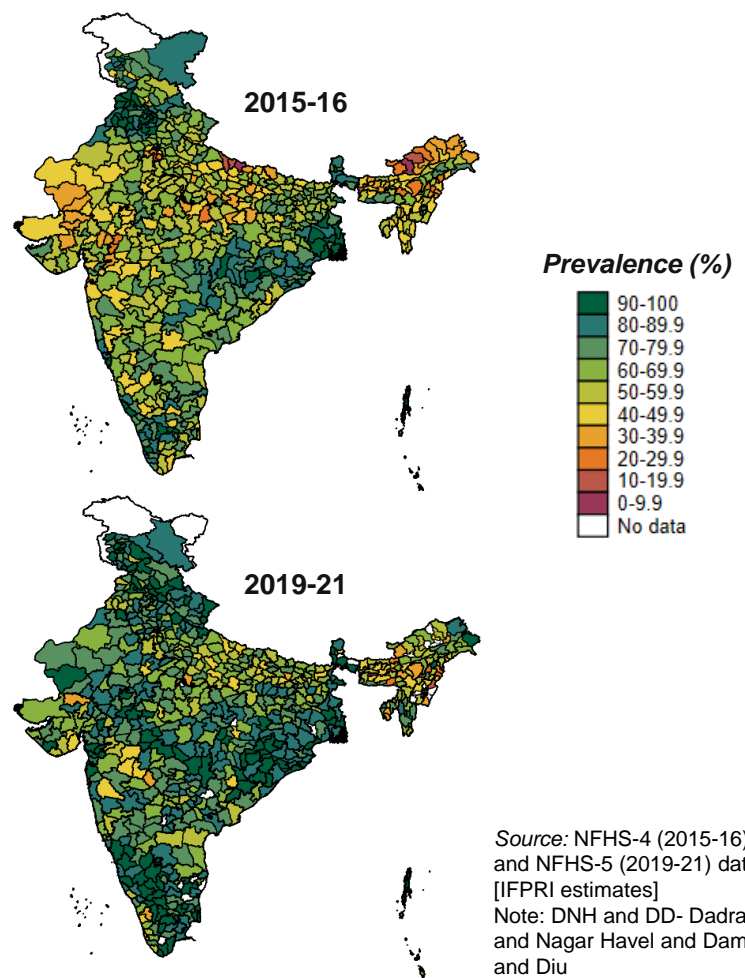 2015-16
Prevalence (%)
90-100
80-89.9
70-79.9
60-69.9
50-59.9
40-49.9
30-39.9
20-29.9
10-19.9
0-9.9
No data
2019-21
Source: NFHS-4 (2015-16)
and NFHS-5 (2019-21) dat
[IFPRI estimates]
Note: DNH and DD- Dadra
and Nagar Havel and Dam
and Diu